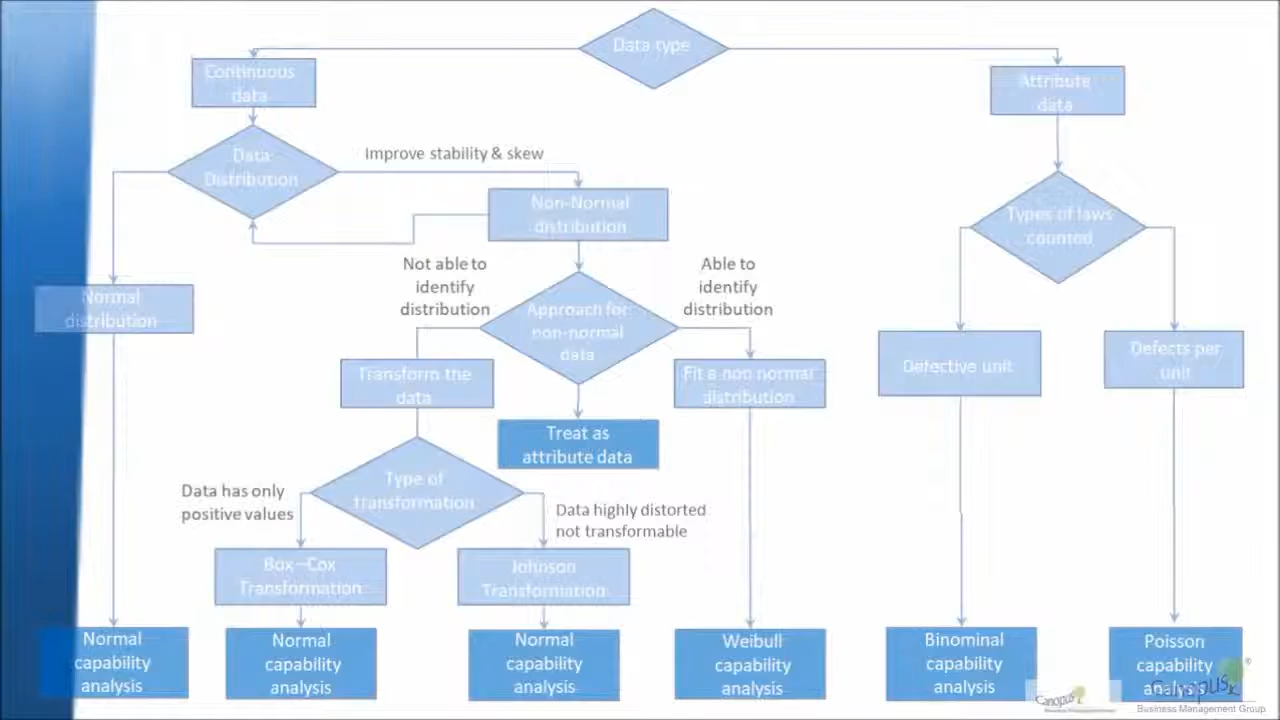 Data type
Continuous
data
Attribute
data
Data
Distribution
Improve stability & skew
Non-Normal
distribution
Types of laws
counted
Normal
distribution
Not able to
identify
distribution
Approach for
non-normal
data
Able to
identify
distribution
Transform the
data
Fit a non normal
distribution
Defective unit
Defects per
unit
Treat as
attribute data
Type of
transformation
Data has only
positive values
Data highly distorted
not transformable
Box–Cox
Transformation
Johnson
Transformation
Normal
capability
analysis
Normal
capability
analysis
Normal
capability
analysis
Weibull
capability
analysis
Binominal
capability
analysis
Poisson
capability
analysis
Canopus
Canopus
Business Management Group